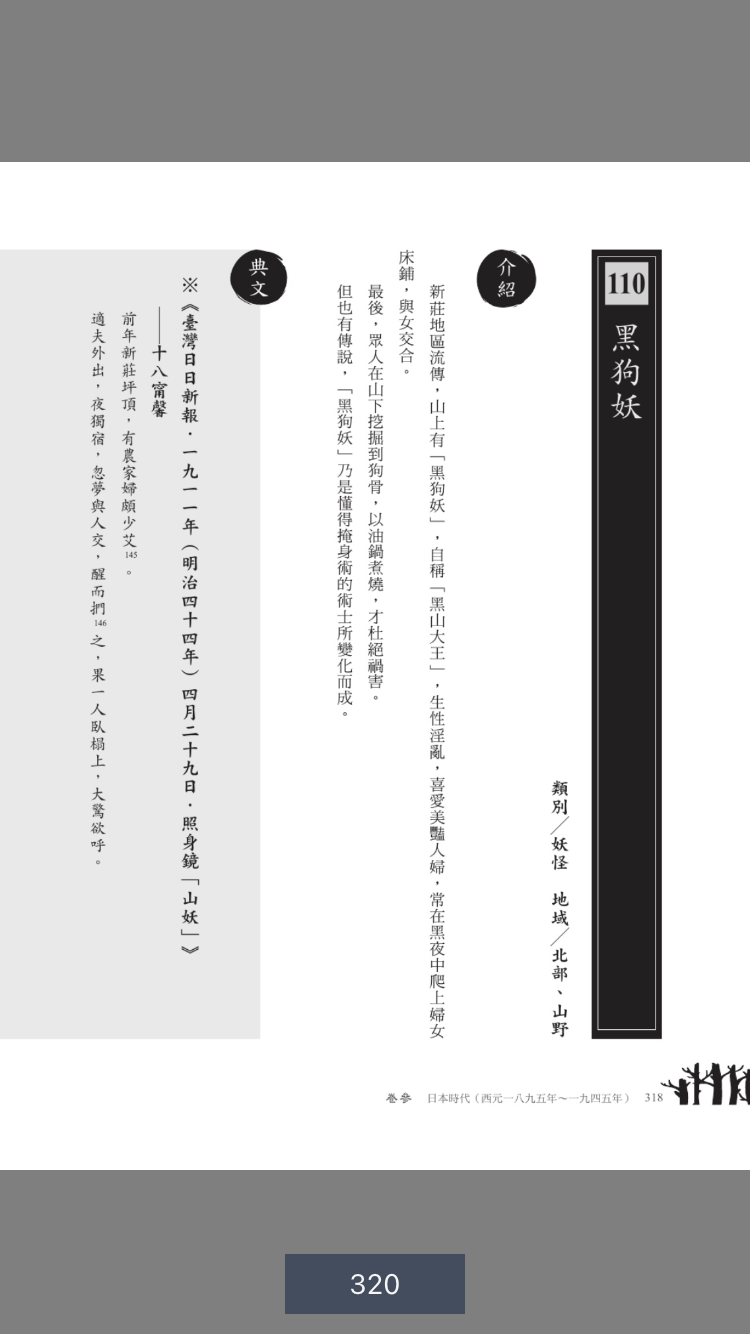 110
黑狗妖
類別／妖怪　地域／北部、山野
介紹
新莊地區流傳，山上有「黑狗妖」，自稱「黑山大王」，生性淫亂，喜愛美豔人婦，常在黑夜中爬上婦女
床鋪，與女交合。
最後，眾人在山下挖掘到狗骨，以油鍋煮燒，才杜絕禍害。
但也有傳說，「黑狗妖」乃是懂得掩身術的術士所變化而成。
典文
※《臺灣日日新報．一九一一年（明治四十四年）四月二十九日．照身鏡「山妖」》
——十八甯馨
前年新莊坪頂，有農家婦頗少艾145。
適夫外出，夜獨宿，忽夢與人交，醒而捫146之，果一人臥榻上，大驚欲呼。
卷參　日本時代（西元一八九五年～一九四五年）　318
320